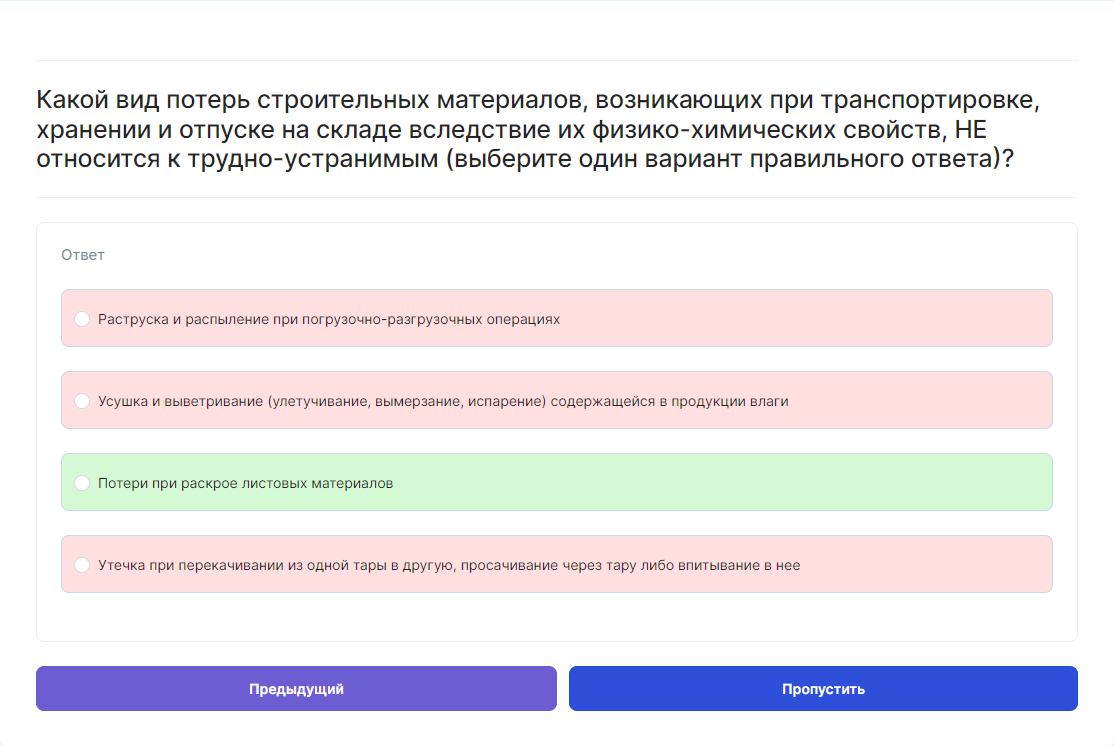 Какой вид потерь строительных материалов, возникающих при транспортировке,
хранении и отпуске на складе вследствие их физико-химических свойств, НЕ
относится к трудно-устранимым (выберите один вариант правильного ответа)?
Ответ
Раструска и распыление при погрузочно-разгрузочных операциях
Усушка и выветривание (улетучивание, вымерзание, испарение) содержащейся в продукции влаги
Потери при раскрое листовых материалов
Утечка при перекачивании из одной тары в другую, просачивание через тару либо впитывание в нее
Предыдущий
Пропустить